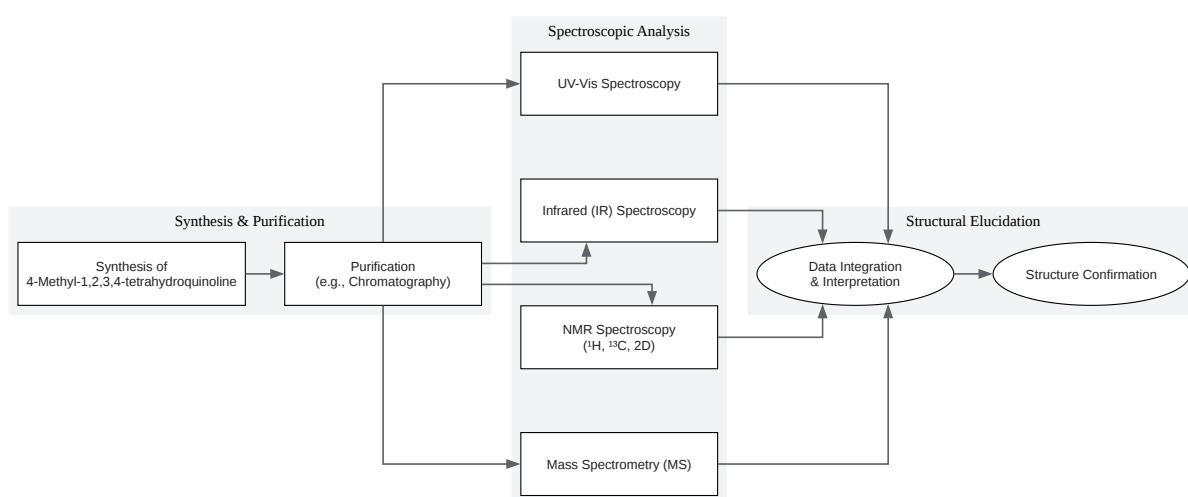 Spectroscopic Analysis
UV-Vis Spectroscopy
Infrared (IR) Spectroscopy
Synthesis & Purification
Structural Elucidation
Synthesis of
4-Methyl-1,2,3,4-tetrahydroquinoline
Purification
(e.g., Chromatography)
Data Integration
& Interpretation
Structure Confirmation
NMR Spectroscopy
(¹H, ¹³C, 2D)
Mass Spectrometry (MS)